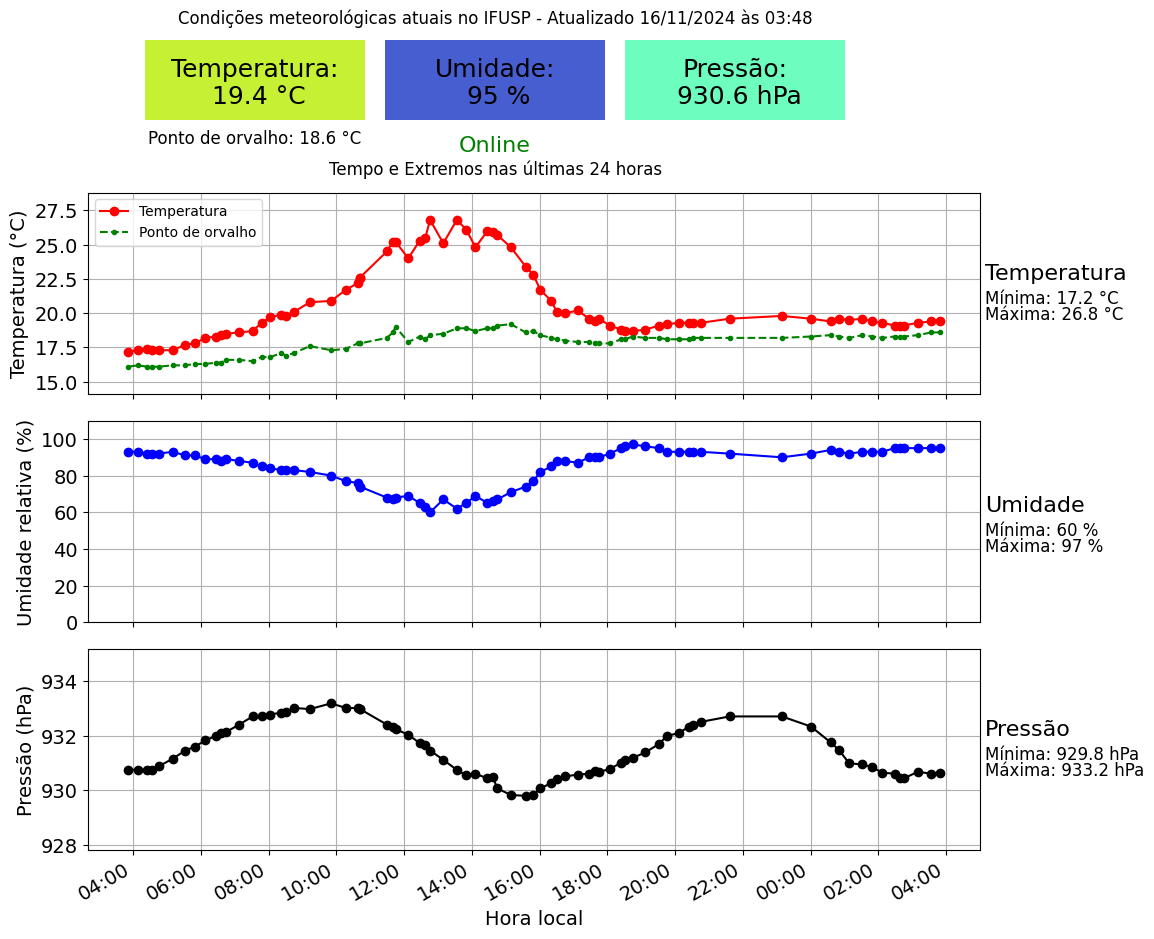 Condições meteorológicas atuais no IFUSP - Atualizado 16/11/2024 às 03:48
Temperatura:
19.4 °C
Umidade:
95 %
Pressão:
930.6 hPa
Ponto de orvalho: 18.6 °C
Online
Tempo e Extremos nas últimas 24 horas
Temperatura (°C)
27.5
25.0
22.5
20.0
17.5
15.0
Temperatura
Ponto de orvalho
Temperatura
Mínima: 17.2 °C
Máxima: 26.8 °C
Umidade relativa (%)
100
80
60
40
20
0
Umidade
Mínima: 60 %
Máxima: 97 %
Pressão (hPa)
934
932
930
928
Pressão
Mínima: 929.8 hPa
Máxima: 933.2 hPa
04:00 06:00 08:00 10:00 12:00 14:00 16:00 18:00 20:00 22:00 00:00 02:00 04:00
Hora local